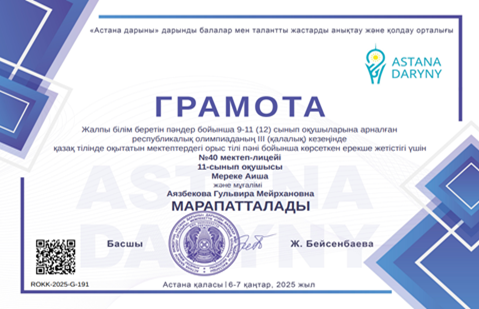 «Астана дарыны» дарынды балалар мен талантты жастарды анықтау және қолдау орталығы
ASTANA
DARYNY
ГРАМОТА
Жалпы білім беретін пәндер бойынша 9-11 (12) сынып оқушыларына арналған
республикалық олимпиаданың III (қалалық) кезеңінде
қазақ тілінде оқытатын мектептердегі орыс тілі пәні бойынша көрсеткен ерекше жетістігі үшін
№40 мектеп-лицейі
11-сынып оқушысы
Мереке Аиша
және мұғалімі
Аязбекова Гульвира Мейрхановна
МАРАПАТТАЛАДЫ
ASTANA
DARYNY
Басшы
Ж. Бейсенбаева
ROKK-2025-G-191
Астана қаласы | 6-7 қаңтар, 2025 жыл